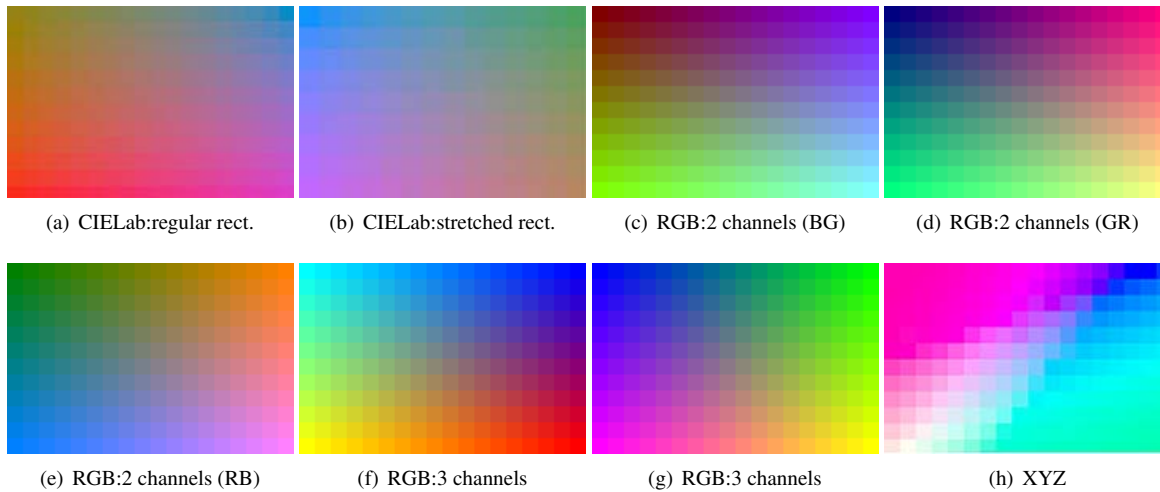 (a) CIELab:regular rect.
(b) CIELab:stretched rect.
(c) RGB:2 channels (BG)
(d) RGB:2 channels (GR)
(e) RGB:2 channels (RB)
(f) RGB:3 channels
(g) RGB:3 channels
(h) XYZ